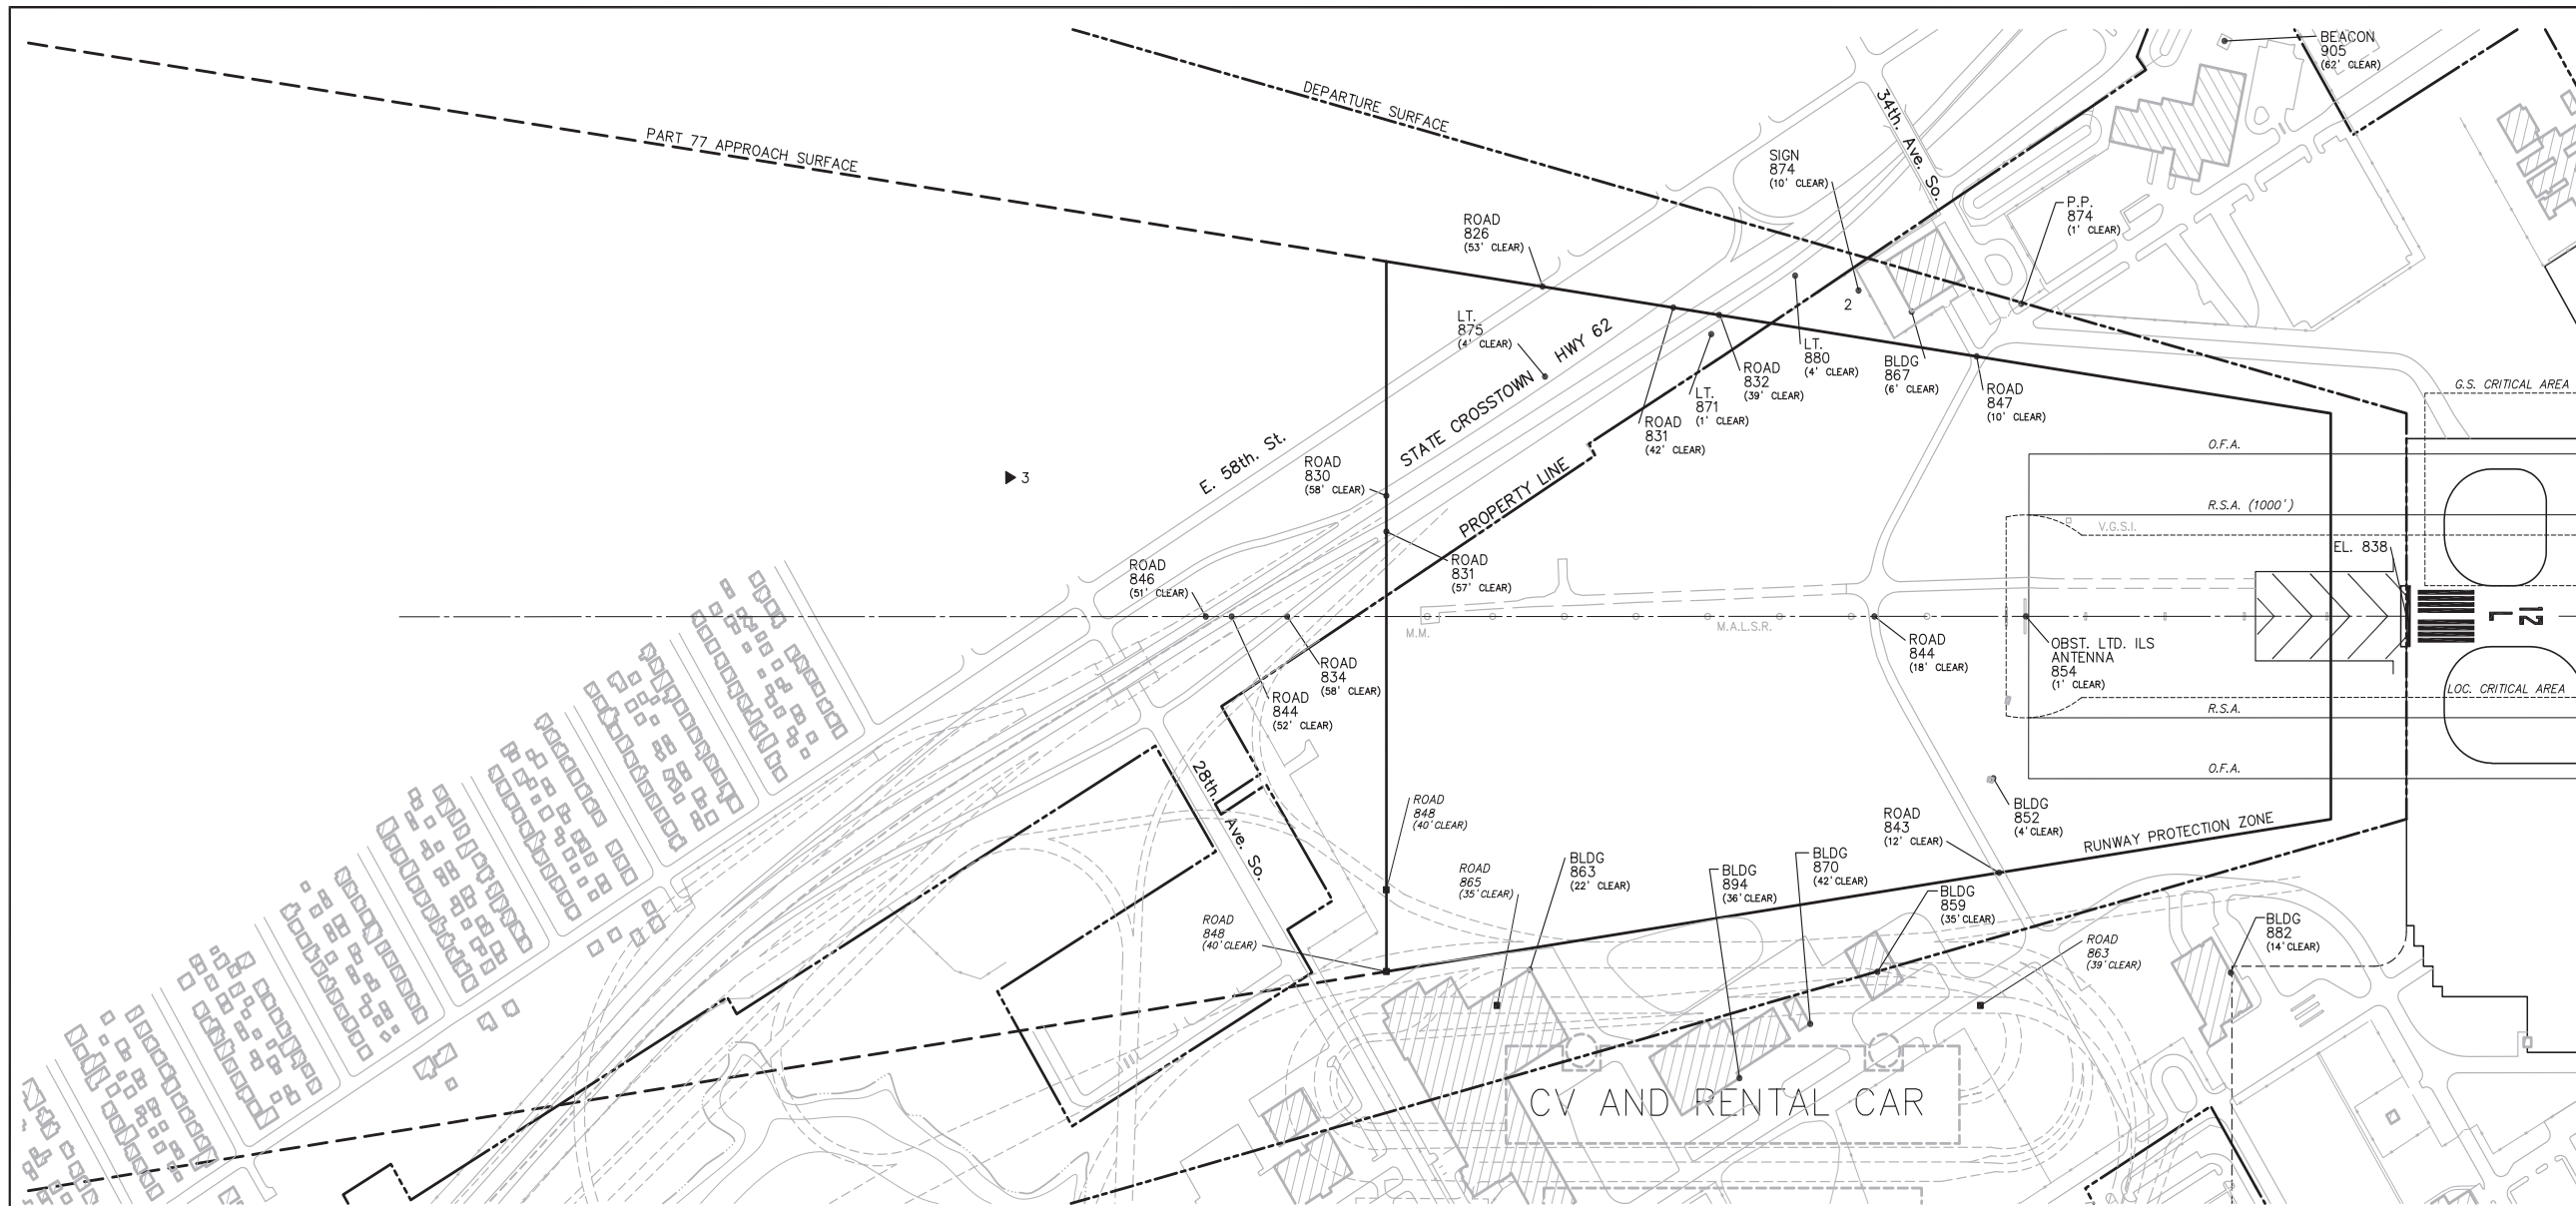 BEACON
905
(62' CLEAR)
DEPARTURE SURFACE
PART 77 APPROACH SURFACE
34th. Ave. So.
SIGN
874
(10' CLEAR)
P.P.
874
(1' CLEAR)
ROAD
826
(53' CLEAR)
2
LT.
875
(4' CLEAR)
STATE CROSSTOWN HWY 62
LT.
880
(4' CLEAR)
BLDG
867
(6' CLEAR)
ROAD
832
(39' CLEAR)
LT.
871
(1' CLEAR)
ROAD
847
(10' CLEAR)
ROAD
831
(42' CLEAR)
G.S. CRITICAL AREA
E. 58th. St.
ROAD
830
(58' CLEAR)
PROPERTY LINE
3
O.F.A.
R.S.A. (1000')
V.G.S.I.
EL. 838
ROAD
831
(57' CLEAR)
ROAD
846
(51' CLEAR)
M.M.
M.A.L.S.R.
12
L
ROAD
834
(58' CLEAR)
ROAD
844
(52' CLEAR)
ROAD
844
(18' CLEAR)
OBST. LTD. ILS
ANTENNA
854
(1' CLEAR)
LOC. CRITICAL AREA
R.S.A.
O.F.A.
28th. Ave. So.
ROAD
848
(40'CLEAR)
BLDG
852
(4'CLEAR)
ROAD
843
(12' CLEAR)
RUNWAY PROTECTION ZONE
ROAD
865
(35'CLEAR)
BLDG
863
(22' CLEAR)
BLDG
894
(36'CLEAR)
BLDG
870
(42'CLEAR)
BLDG
859
(35'CLEAR)
ROAD
848
(40'CLEAR)
BLDG
882
(14'CLEAR)
ROAD
863
(39'CLEAR)
CV AND RENTAL CAR